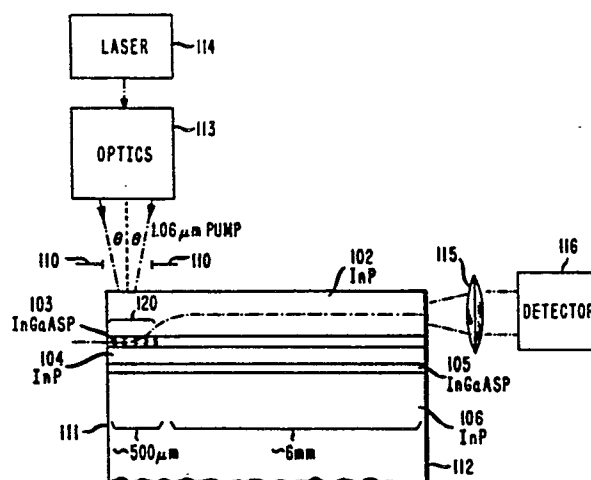 LASER
114
113
OPTICS
θ θ
1.06 μm PUMP
110
110
102
InP
115
116
DETECTOR
120
103
InGaASP
104
InP
105
InGaASP
106
InP
111
~500μm
~6mm
112